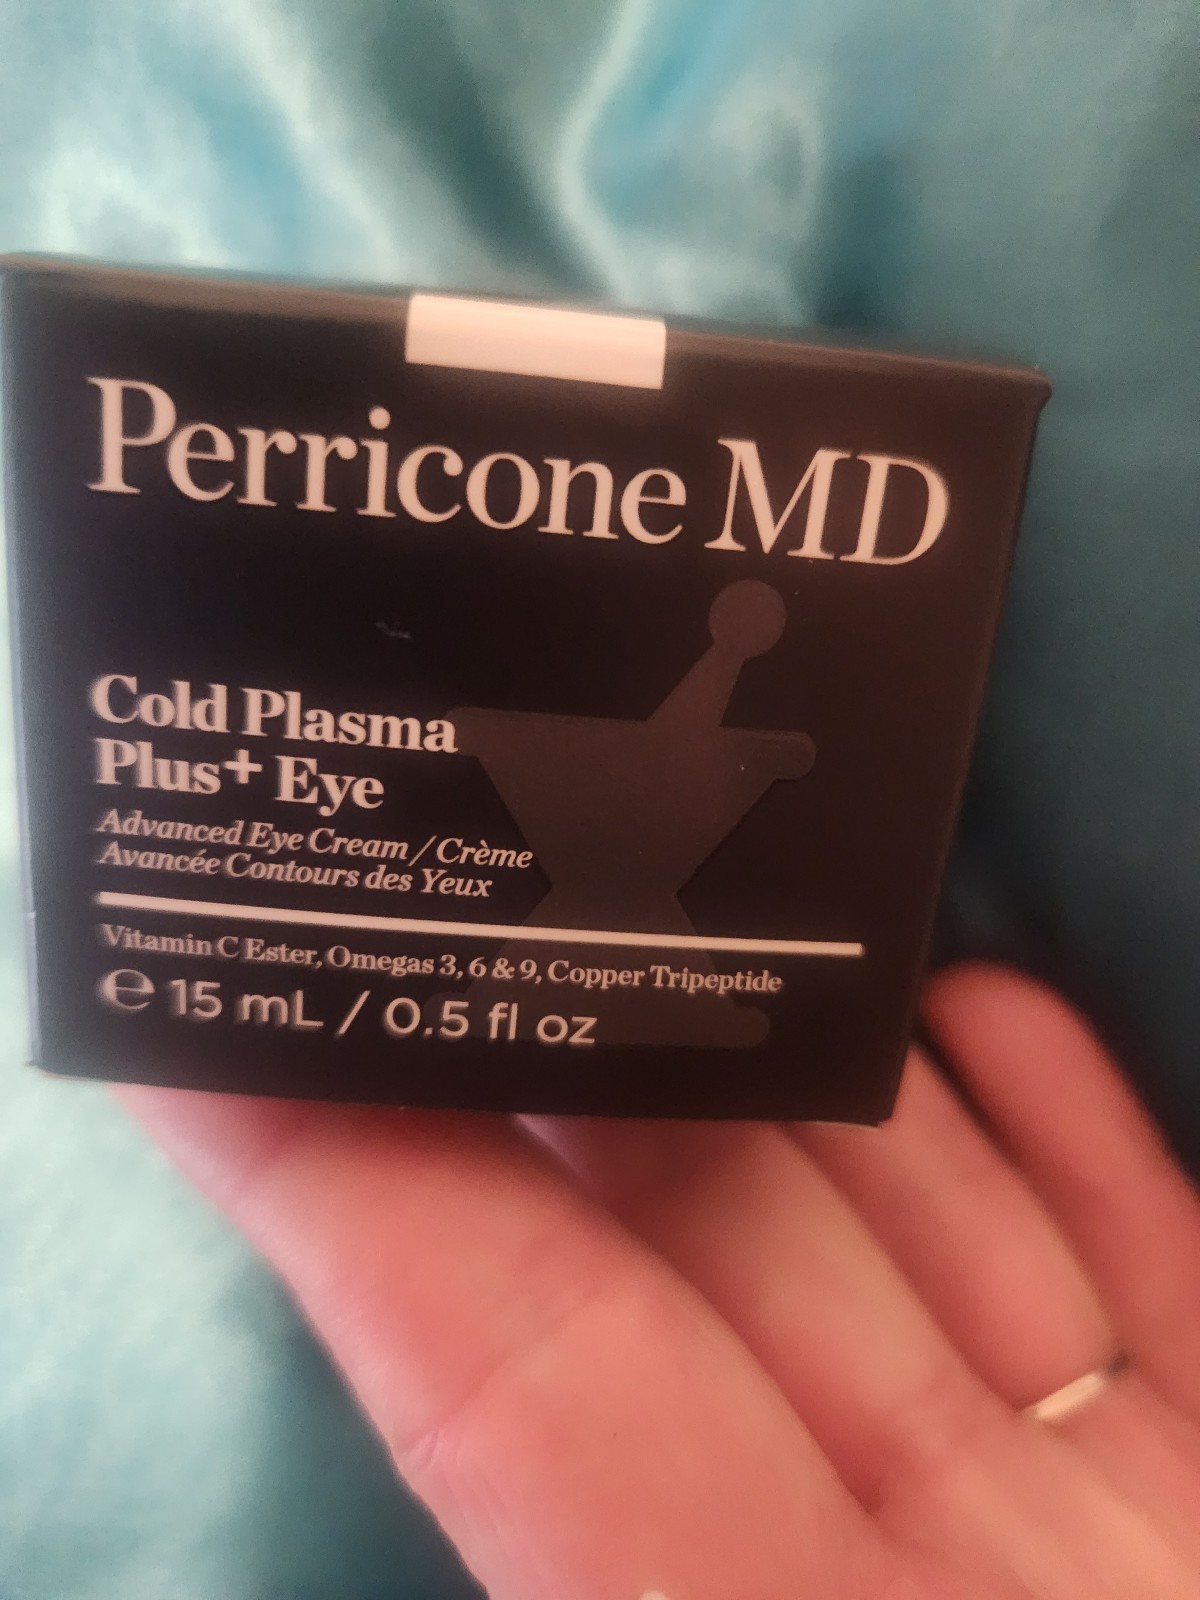 Perricone MD
Cold Plasma
Plus+ Eye
Advanced Eye Cream / Crème
Avancée Contours des Yeux
Vitamin C Ester, Omegas 3, 6 & 9, Copper Tripeptide
℮ 15 mL / 0.5 fl oz